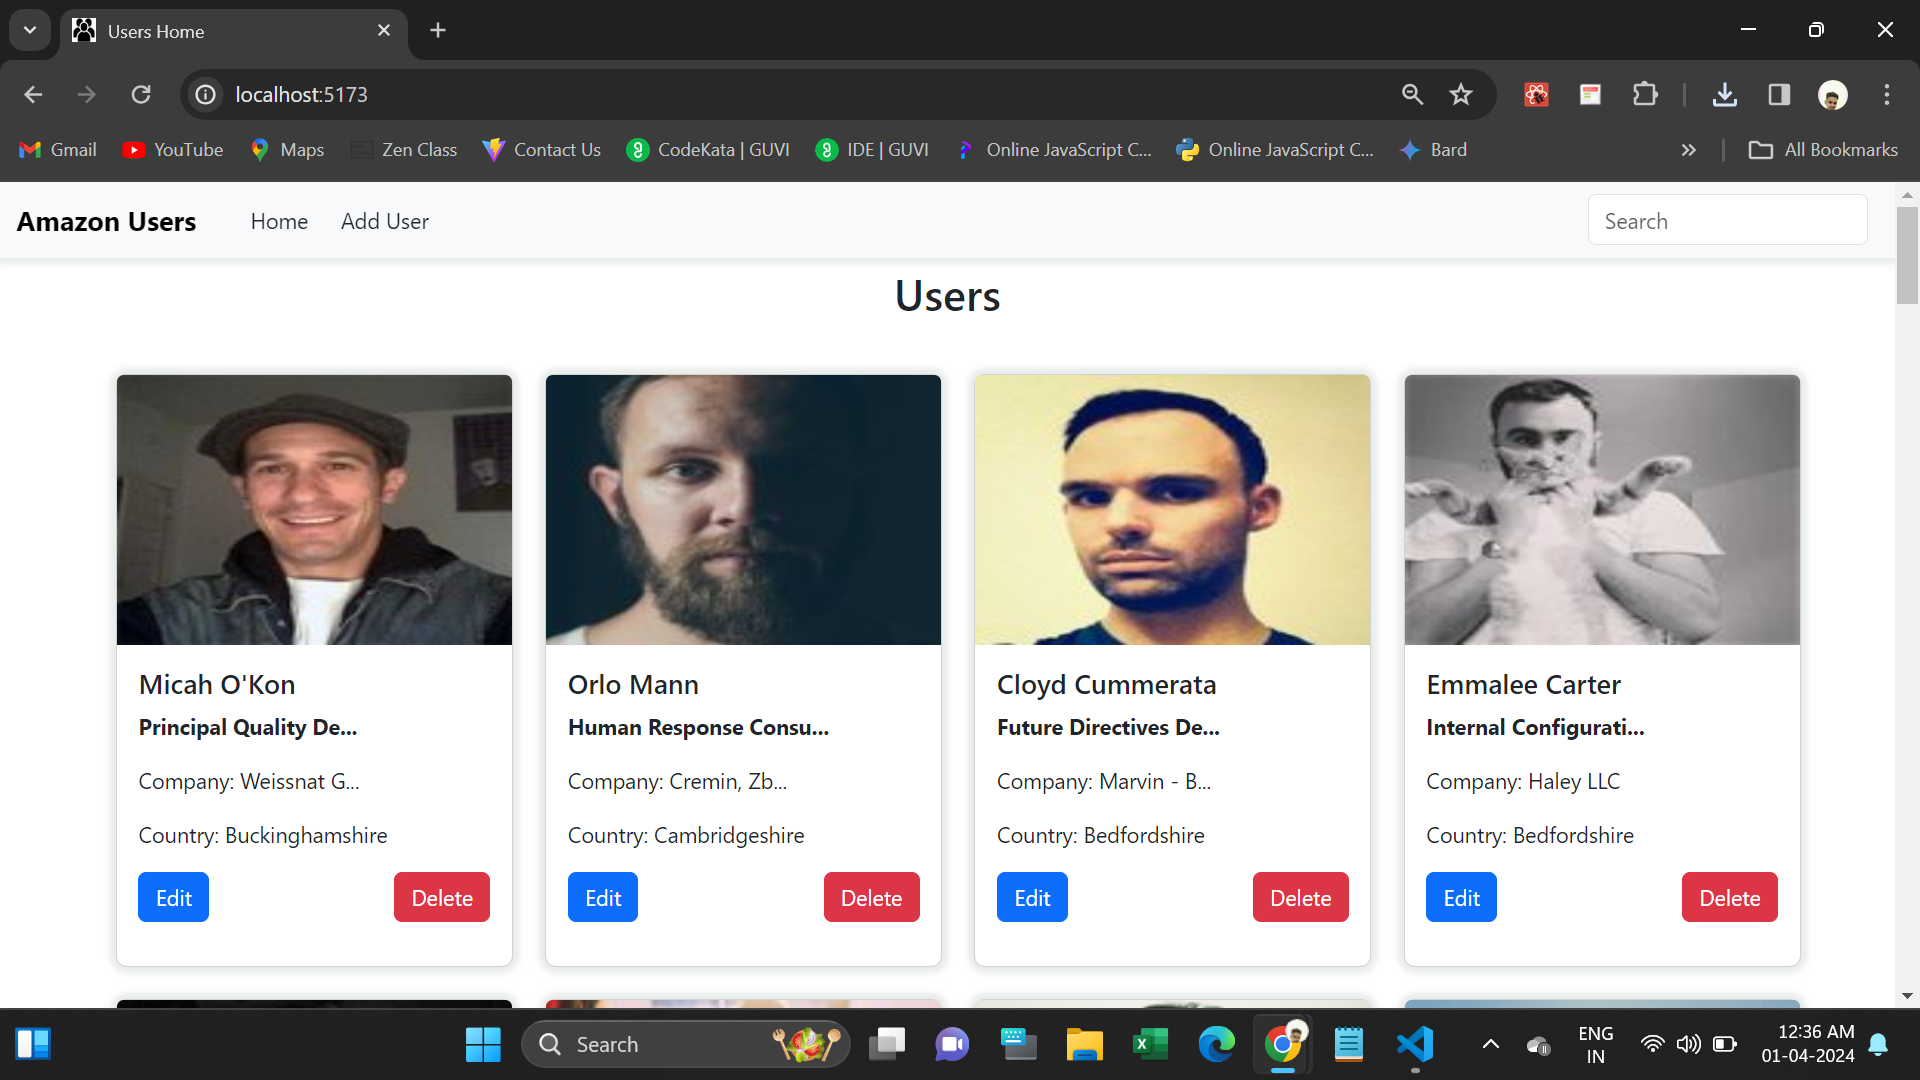 Users Home
localhost:5173
Gmail YouTube Maps Zen Class Contact Us CodeKata | GUVI IDE | GUVI Online JavaScript C... Online JavaScript C... Bard All Bookmarks
Amazon Users Home Add User Search
Users
Micah O'Kon
Principal Quality De...
Company: Weissnat G...
Country: Buckinghamshire
Edit Delete
Orlo Mann
Human Response Consu...
Company: Cremin, Zb...
Country: Cambridgeshire
Edit Delete
Cloyd Cummerata
Future Directives De...
Company: Marvin - B...
Country: Bedfordshire
Edit Delete
Emmalee Carter
Internal Configurati...
Company: Haley LLC
Country: Bedfordshire
Edit Delete
Search
ENG
IN
12:36 AM
01-04-2024